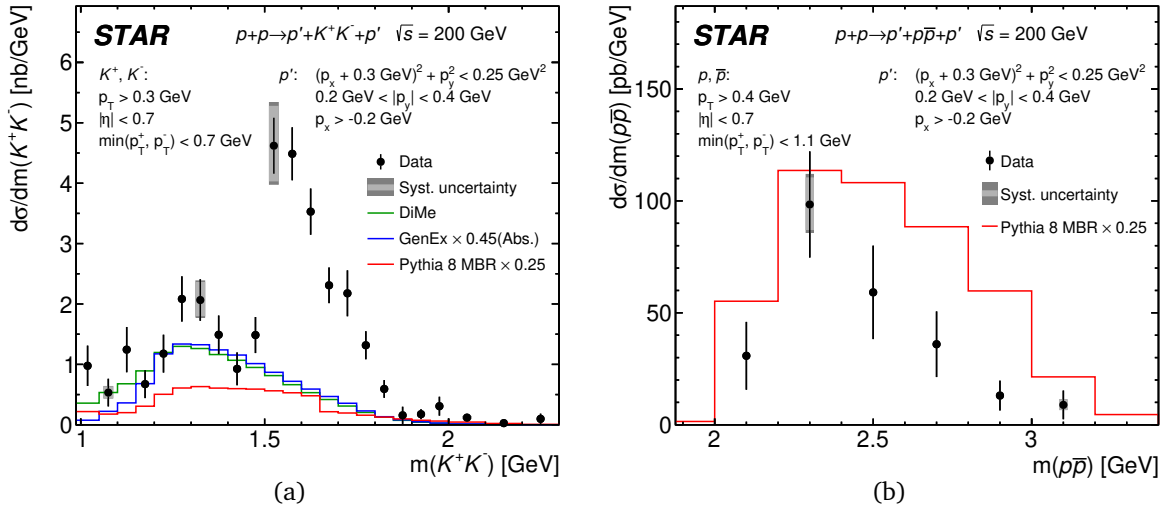 STAR
p+p→p′+K⁺K⁻+p′ √s = 200 GeV
K⁺, K⁻:
p_T > 0.3 GeV
|η| < 0.7
min(p_T⁺, p_T⁻) < 0.7 GeV
p′: (p_x + 0.3 GeV)² + p_y² < 0.25 GeV²
0.2 GeV < |p_y| < 0.4 GeV
p_x > -0.2 GeV
Data
Syst. uncertainty
DiMe
GenEx × 0.45(Abs.)
Pythia 8 MBR × 0.25
dσ/dm(K⁺K⁻) [nb/GeV]
6
5
4
3
2
1
0
1 1.5 2
m(K⁺K⁻) [GeV]
(a)
STAR
p+p→p′+pp̅+p′ √s = 200 GeV
p, p̅:
p_T > 0.4 GeV
|η| < 0.7
min(p_T⁺, p_T⁻) < 1.1 GeV
p′: (p_x + 0.3 GeV)² + p_y² < 0.25 GeV²
0.2 GeV < |p_y| < 0.4 GeV
p_x > -0.2 GeV
Data
Syst. uncertainty
Pythia 8 MBR × 0.25
dσ/dm(pp̅) [pb/GeV]
150
100
50
0
2 2.5 3
m(pp̅) [GeV]
(b)